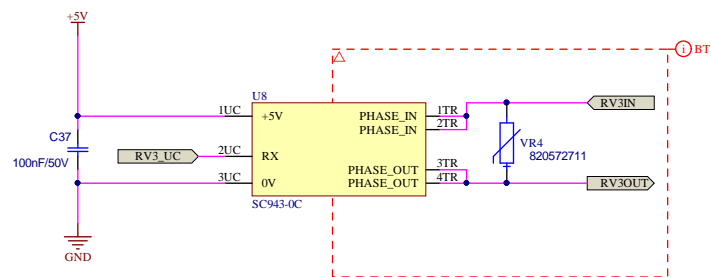 +5V
i BT
U8
1UC +5V PHASE_IN 1TR RV3IN
PHASE_IN 2TR
C37
100nF/50V
RV3_UC 2UC RX
VR4
820572711
PHASE_OUT 3TR
3UC 0V PHASE_OUT 4TR RV3OUT
SC943-0C
GND